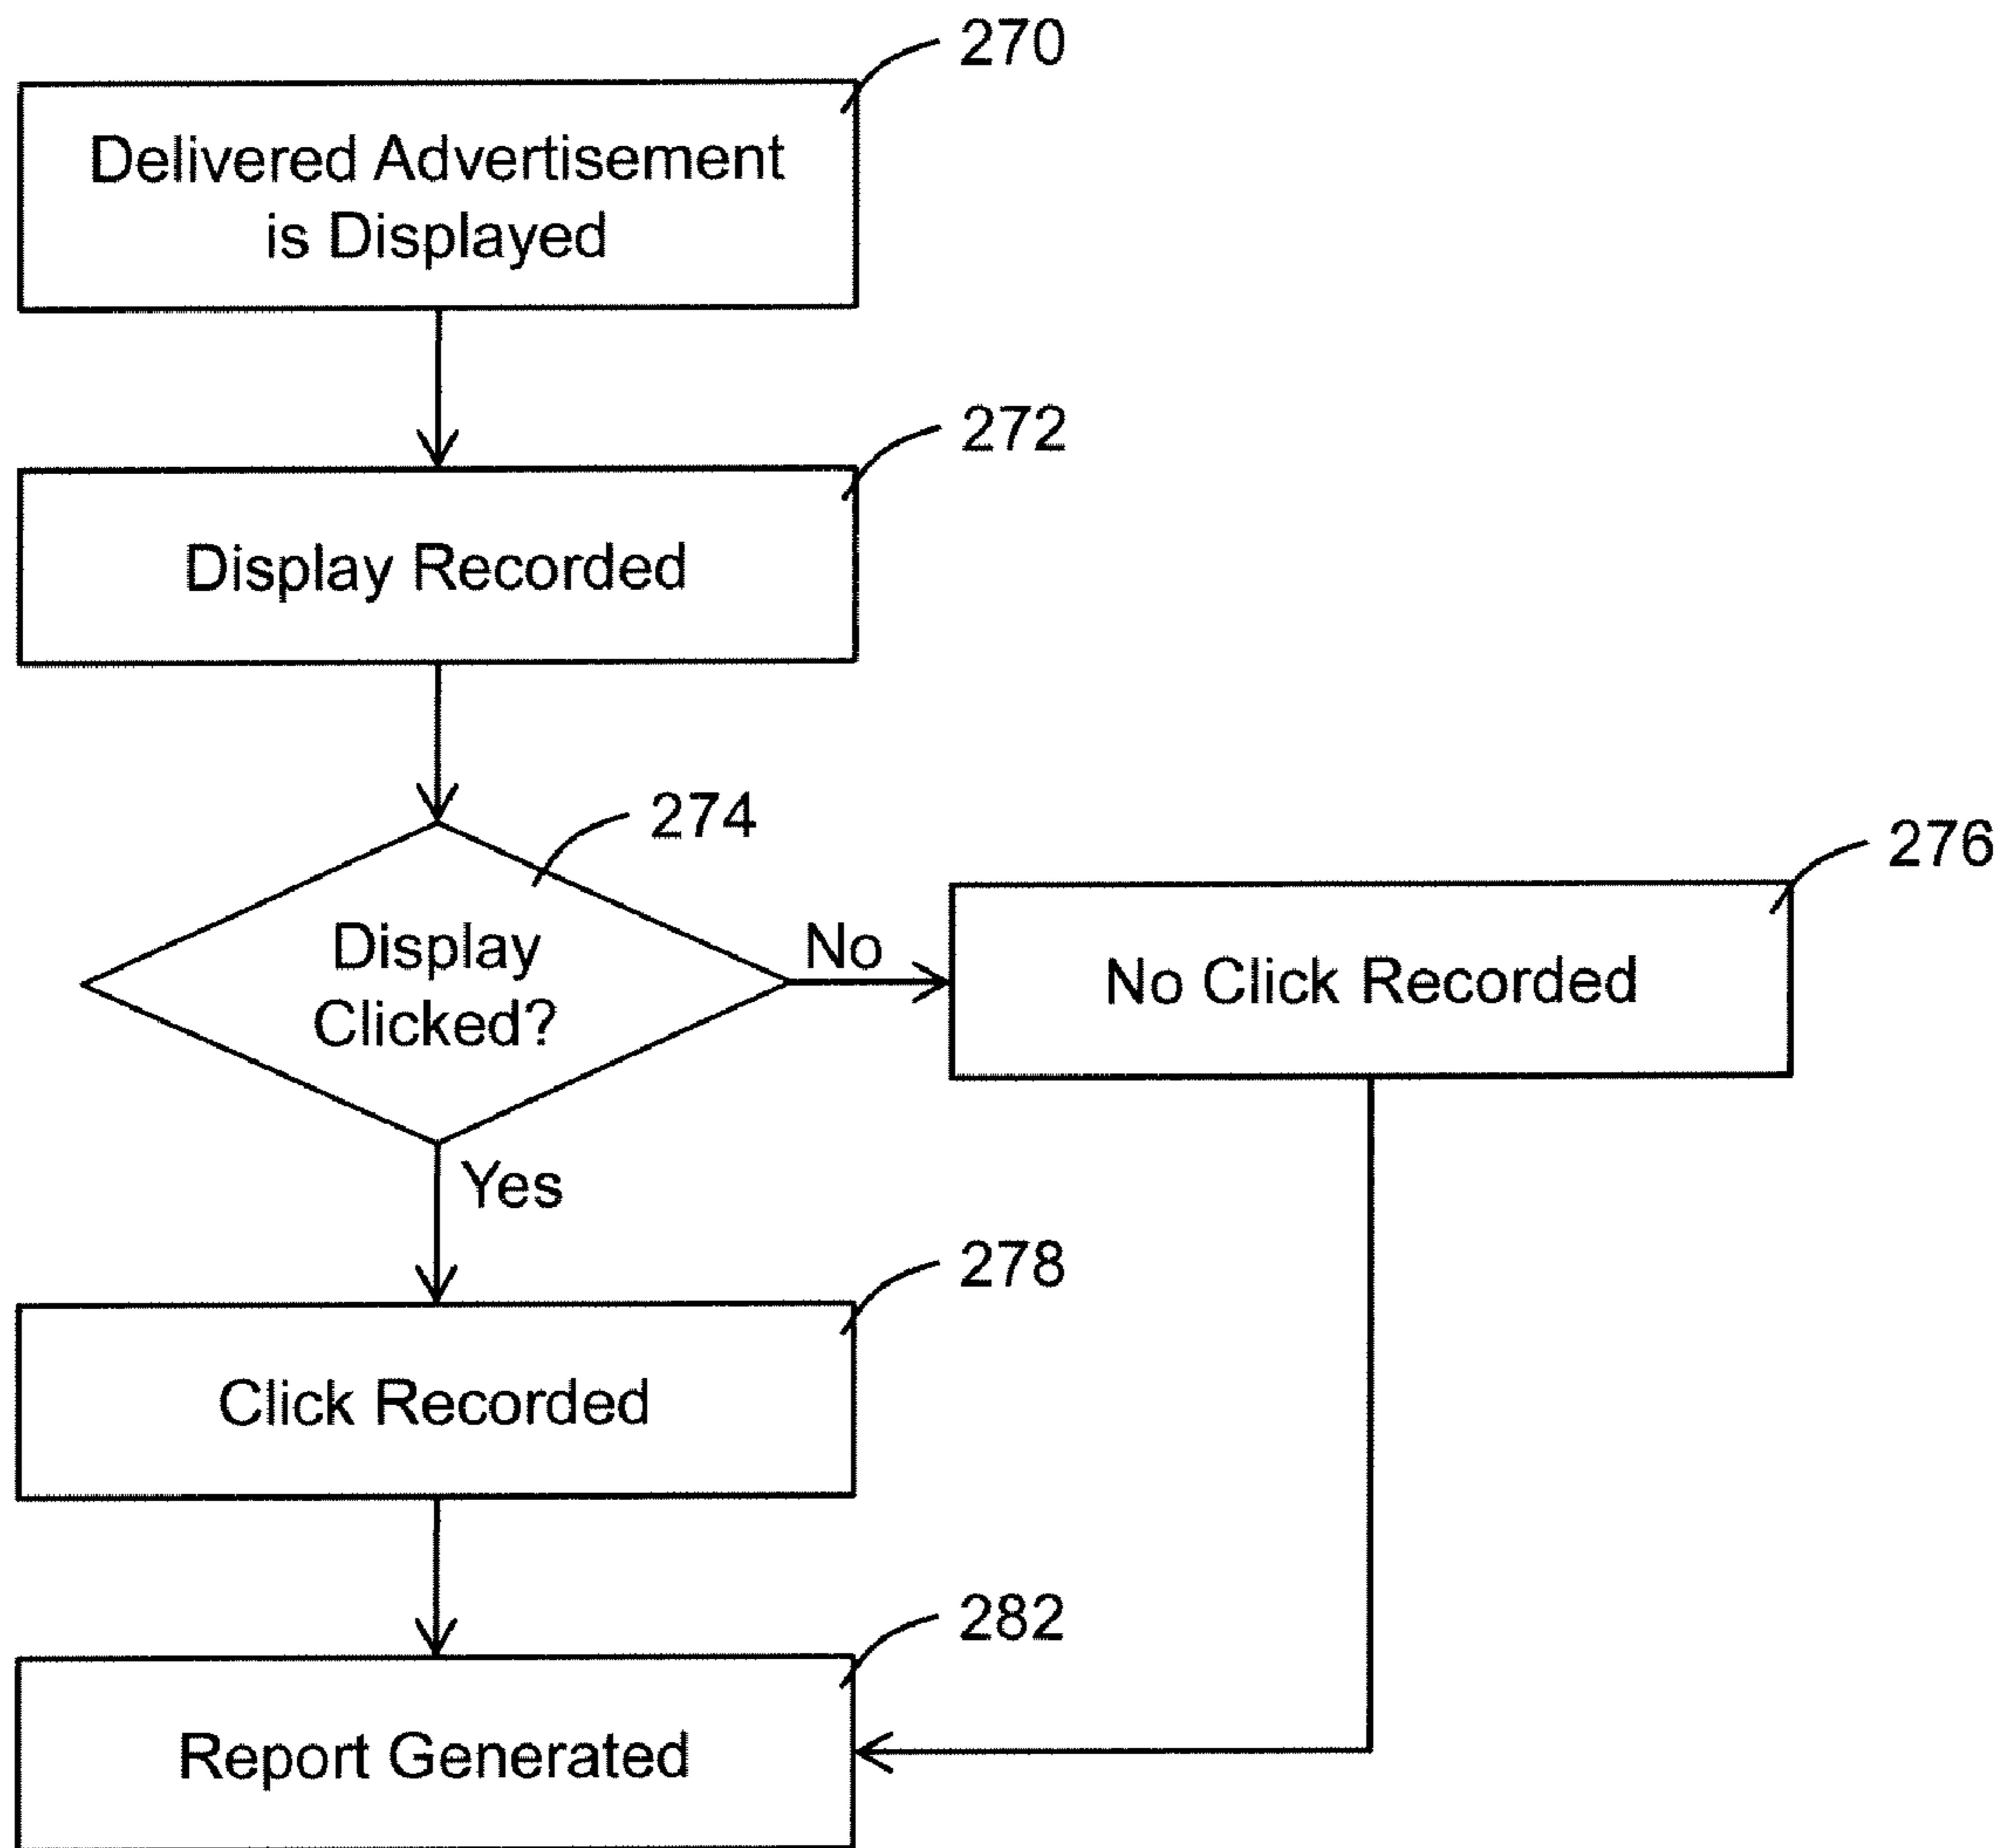 270
Delivered Advertisement
is Displayed
272
Display Recorded
274
Display
Clicked?
No
276
No Click Recorded
Yes
278
Click Recorded
282
Report Generated